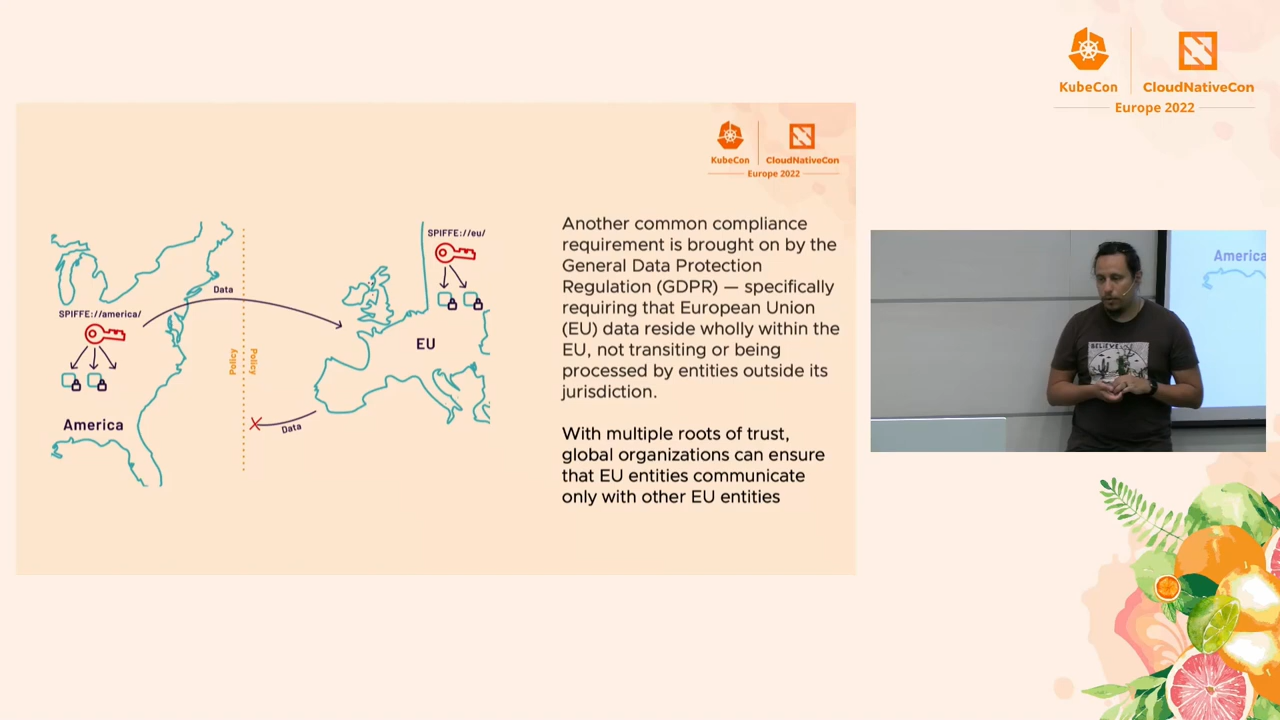 KubeCon
CloudNativeCon
Europe 2022
KubeCon
CloudNativeCon
Europe 2022
SPIFFE://eu/
Data
SPIFFE://america/
EU
Policy
Policy
America
Data
Another common compliance
requirement is brought on by the
General Data Protection
Regulation (GDPR) — specifically
requiring that European Union
(EU) data reside wholly within the
EU, not transiting or being
processed by entities outside its
jurisdiction.
With multiple roots of trust,
global organizations can ensure
that EU entities communicate
only with other EU entities
America